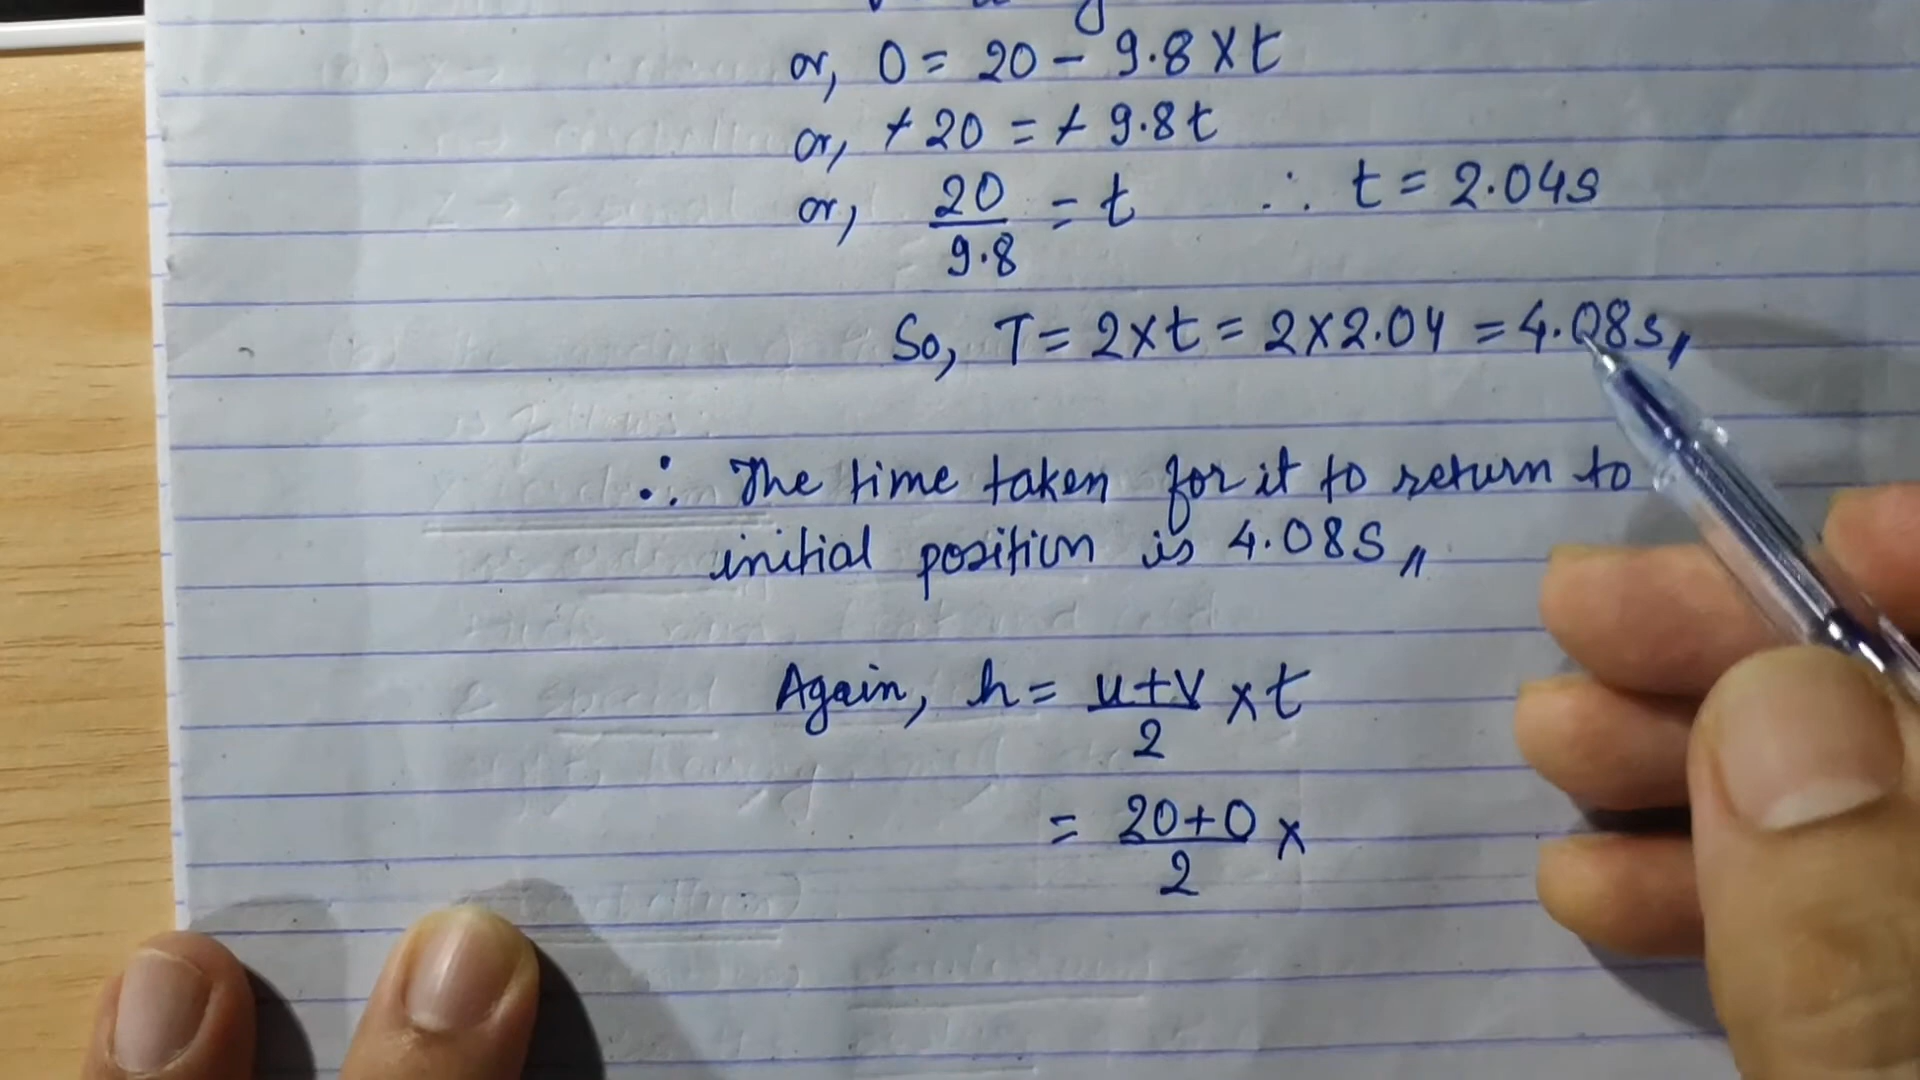 or, 0 = 20 - 9.8 × t
or, +20 = +9.8t
or, 20/9.8 = t ∴ t = 2.04s
So, T = 2×t = 2×2.04 = 4.08s,,
∴ The time taken for it to return to
initial position is 4.08s,,
Again, h = u+v/2 × t
= 20+0/2 ×